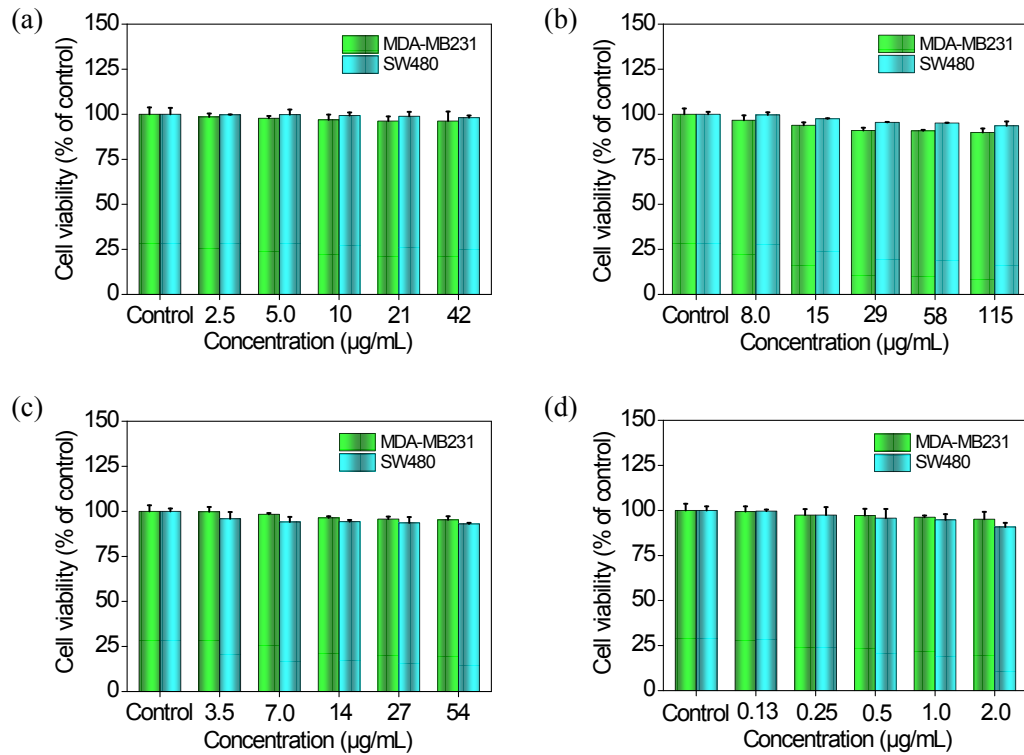 (a)
150
125
100
75
50
25
0
Cell viability (% of control)
MDA-MB231
SW480
Control 2.5 5.0 10 21 42
Concentration (µg/mL)
(b)
150
125
100
75
50
25
0
Cell viability (% of control)
MDA-MB231
SW480
Control 8.0 15 29 58 115
Concentration (µg/mL)
(c)
150
125
100
75
50
25
0
Cell viability (% of control)
MDA-MB231
SW480
Control 3.5 7.0 14 27 54
Concentration (µg/mL)
(d)
150
125
100
75
50
25
0
Cell viability (% of control)
MDA-MB231
SW480
Control 0.13 0.25 0.5 1.0 2.0
Concentration (µg/mL)